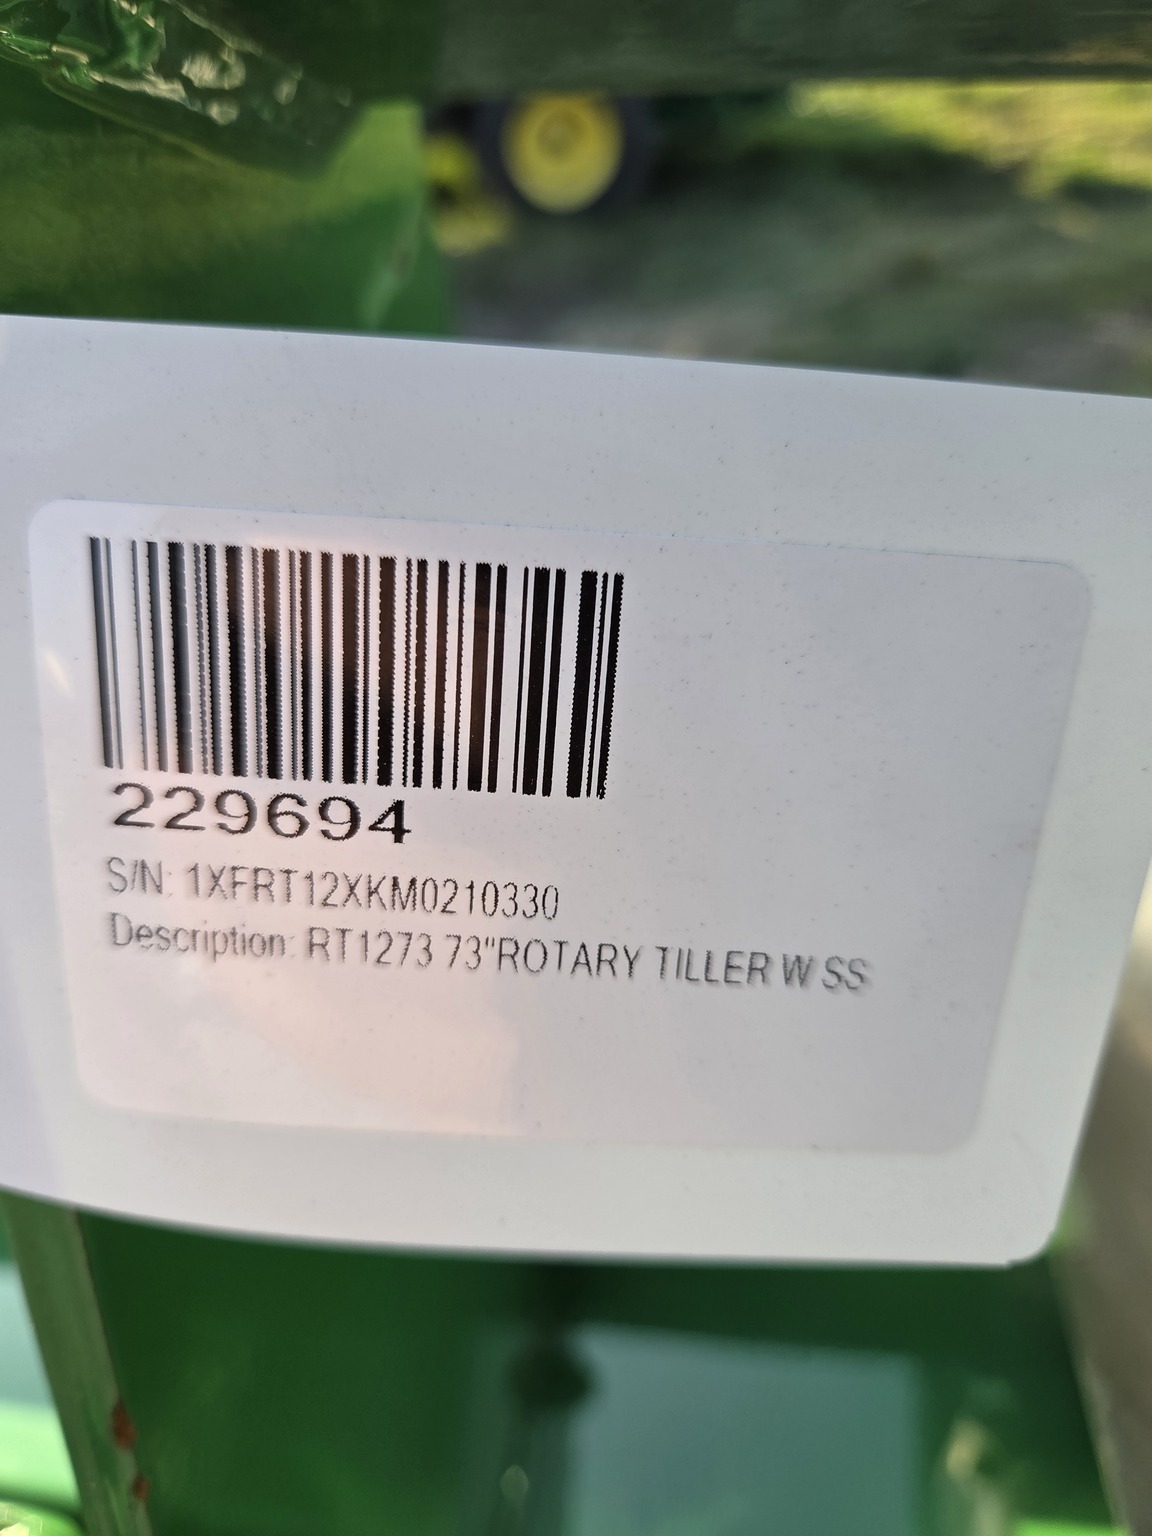 229694
S/N: 1XFRT12XKM0210330
Description: RT1273 73"ROTARY TILLER W SS